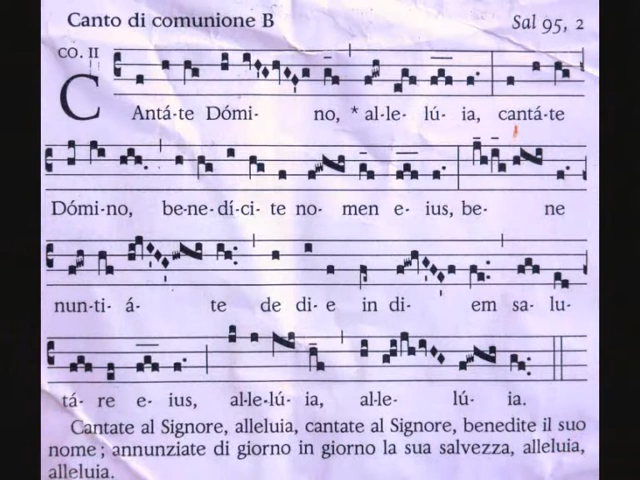 Canto di comunione B Sal 95, 2
CO. II
CAntá-te Dómi- no, * al-le- lú- ia, cantá-te
Dómi-no, be-ne-dí-ci-te no- men e- ius, be- ne
nun-ti- á- te de di- e in di- em sa- lu-
tá- re e- ius, al-le-lú- ia, al-le- lú- ia.
Cantate al Signore, alleluia, cantate al Signore, benedite il suo
nome; annunziate di giorno in giorno la sua salvezza, alleluia,
alleluia.